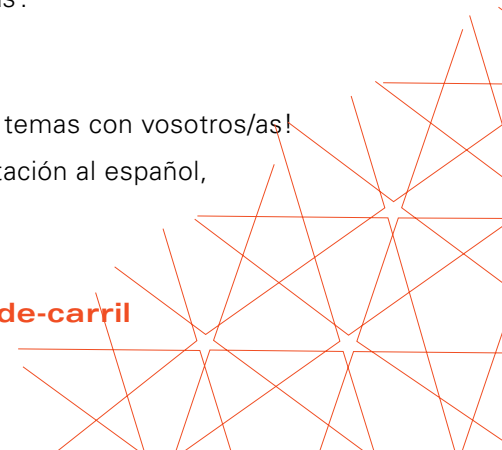 temas con vosotros/as!
tación al español,
de-carril